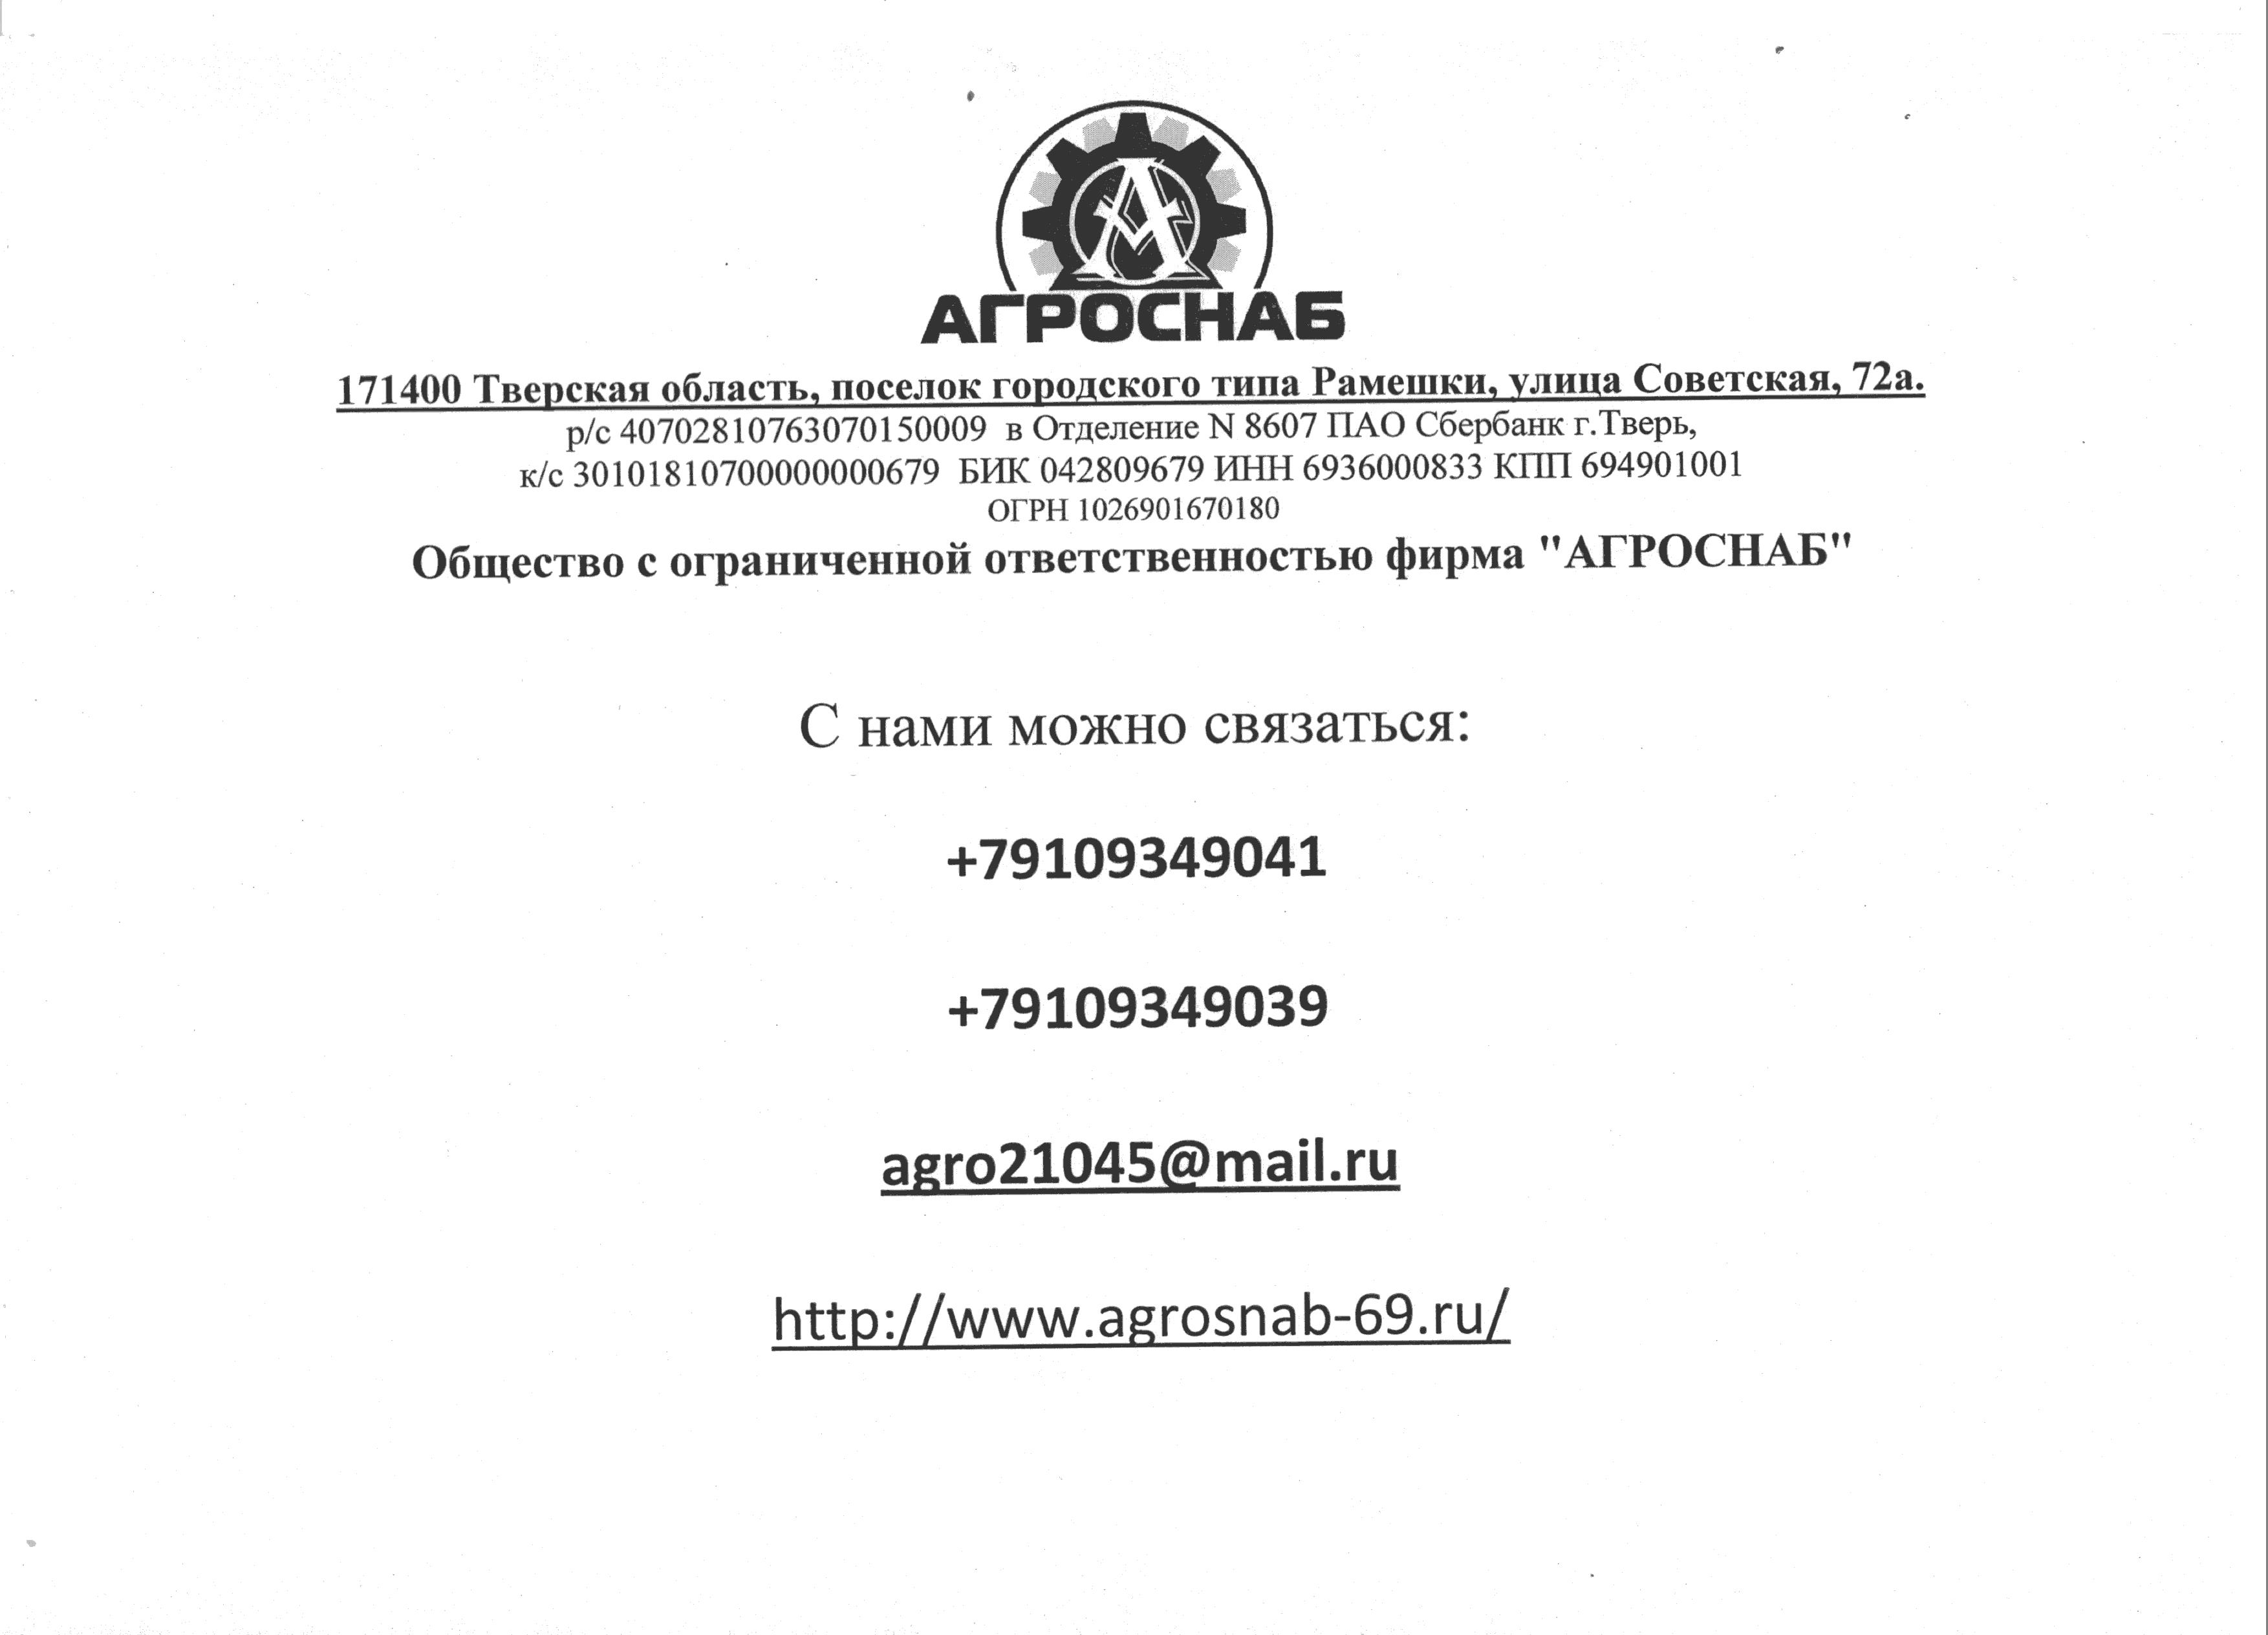 А
АГРОСНАБ
171400 Тверская область, поселок городского типа Рамешки, улица Советская, 72а.
р/с 40702810763070150009 в Отделение N 8607 ПАО Сбербанк г.Тверь,
к/с 30101810700000000679 БИК 042809679 ИНН 6936000833 КПП 694901001
ОГРН 1026901670180
Общество с ограниченной ответственностью фирма "АГРОСНАБ"
С нами можно связаться:
+79109349041
+79109349039
agro21045@mail.ru
http://www.agrosnab-69.ru/